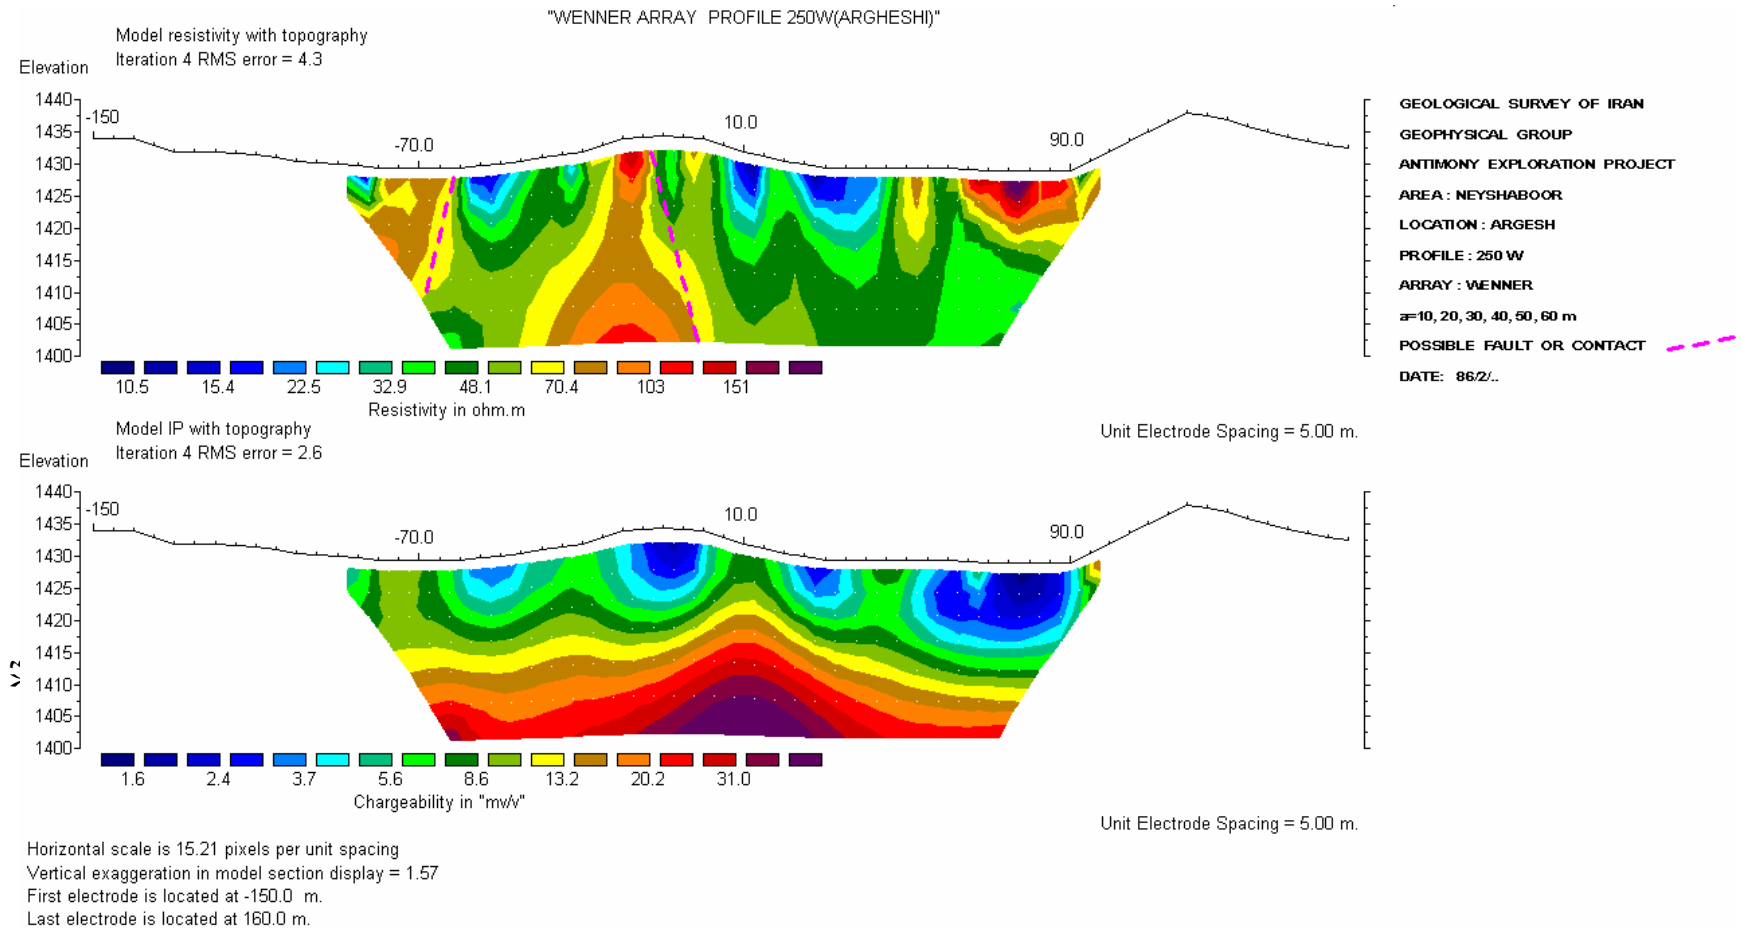 "WENNER ARRAY PROFILE 250W(ARGHESHI)"
Model resistivity with topography
Iteration 4 RMS error = 4.3
Elevation
1440
1435
1430
1425
1420
1415
1410
1405
1400
-150
-70.0
10.0
90.0
10.5 15.4 22.5 32.9 48.1 70.4 103 151
Resistivity in ohm.m
Unit Electrode Spacing = 5.00 m.
GEOLOGICAL SURVEY OF IRAN
GEOPHYSICAL GROUP
ANTIMONY EXPLORATION PROJECT
AREA : NEYSHABOOR
LOCATION : ARGESH
PROFILE : 250 W
ARRAY : WENNER
a=10, 20, 30, 40, 50, 60 m
POSSIBLE FAULT OR CONTACT
DATE: 86/2/..
Model IP with topography
Iteration 4 RMS error = 2.6
Elevation
1440
1435
1430
1425
1420
1415
1410
1405
1400
-150
-70.0
10.0
90.0
1.6 2.4 3.7 5.6 8.6 13.2 20.2 31.0
Chargeability in "mv/v"
Unit Electrode Spacing = 5.00 m.
Horizontal scale is 15.21 pixels per unit spacing
Vertical exaggeration in model section display = 1.57
First electrode is located at -150.0 m.
Last electrode is located at 160.0 m.